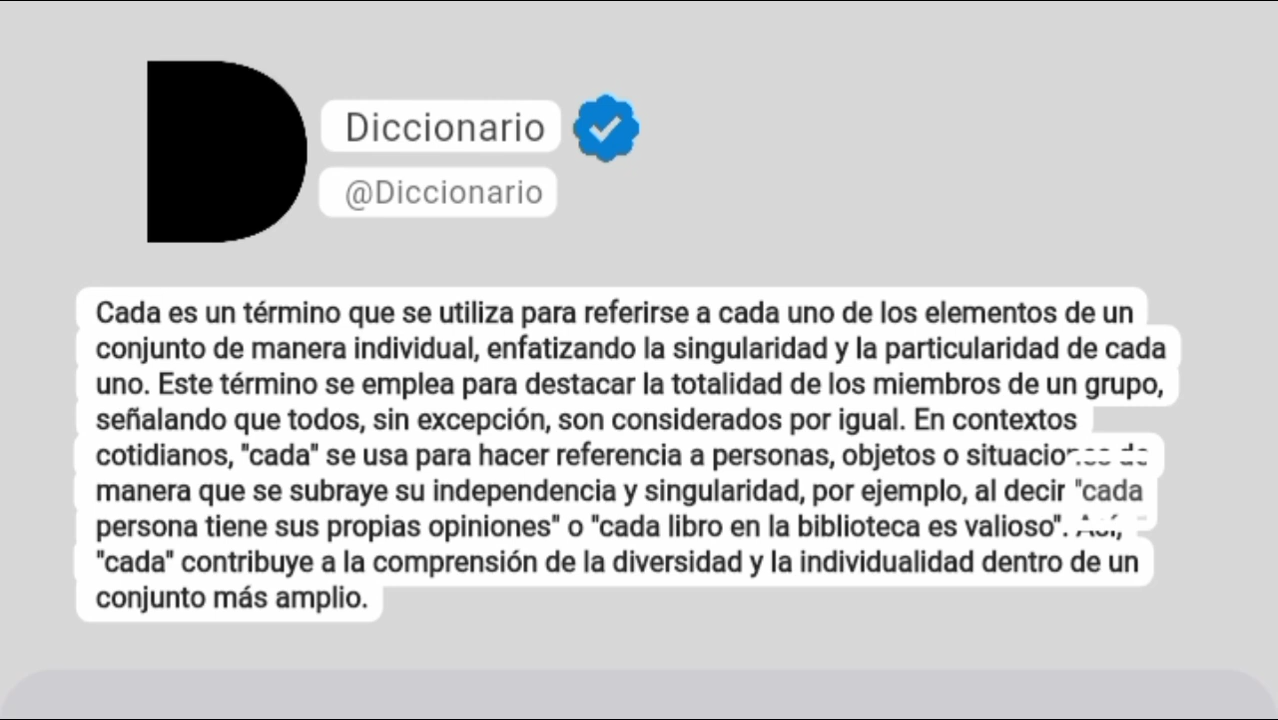 Diccionario
@Diccionario
Cada es un término que se utiliza para referirse a cada uno de los elementos de un
conjunto de manera individual, enfatizando la singularidad y la particularidad de cada
uno. Este término se emplea para destacar la totalidad de los miembros de un grupo,
señalando que todos, sin excepción, son considerados por igual. En contextos
cotidianos, "cada" se usa para hacer referencia a personas, objetos o situaciones de
manera que se subraye su independencia y singularidad, por ejemplo, al decir "cada
persona tiene sus propias opiniones" o "cada libro en la biblioteca es valioso". Así,
"cada" contribuye a la comprensión de la diversidad y la individualidad dentro de un
conjunto más amplio.